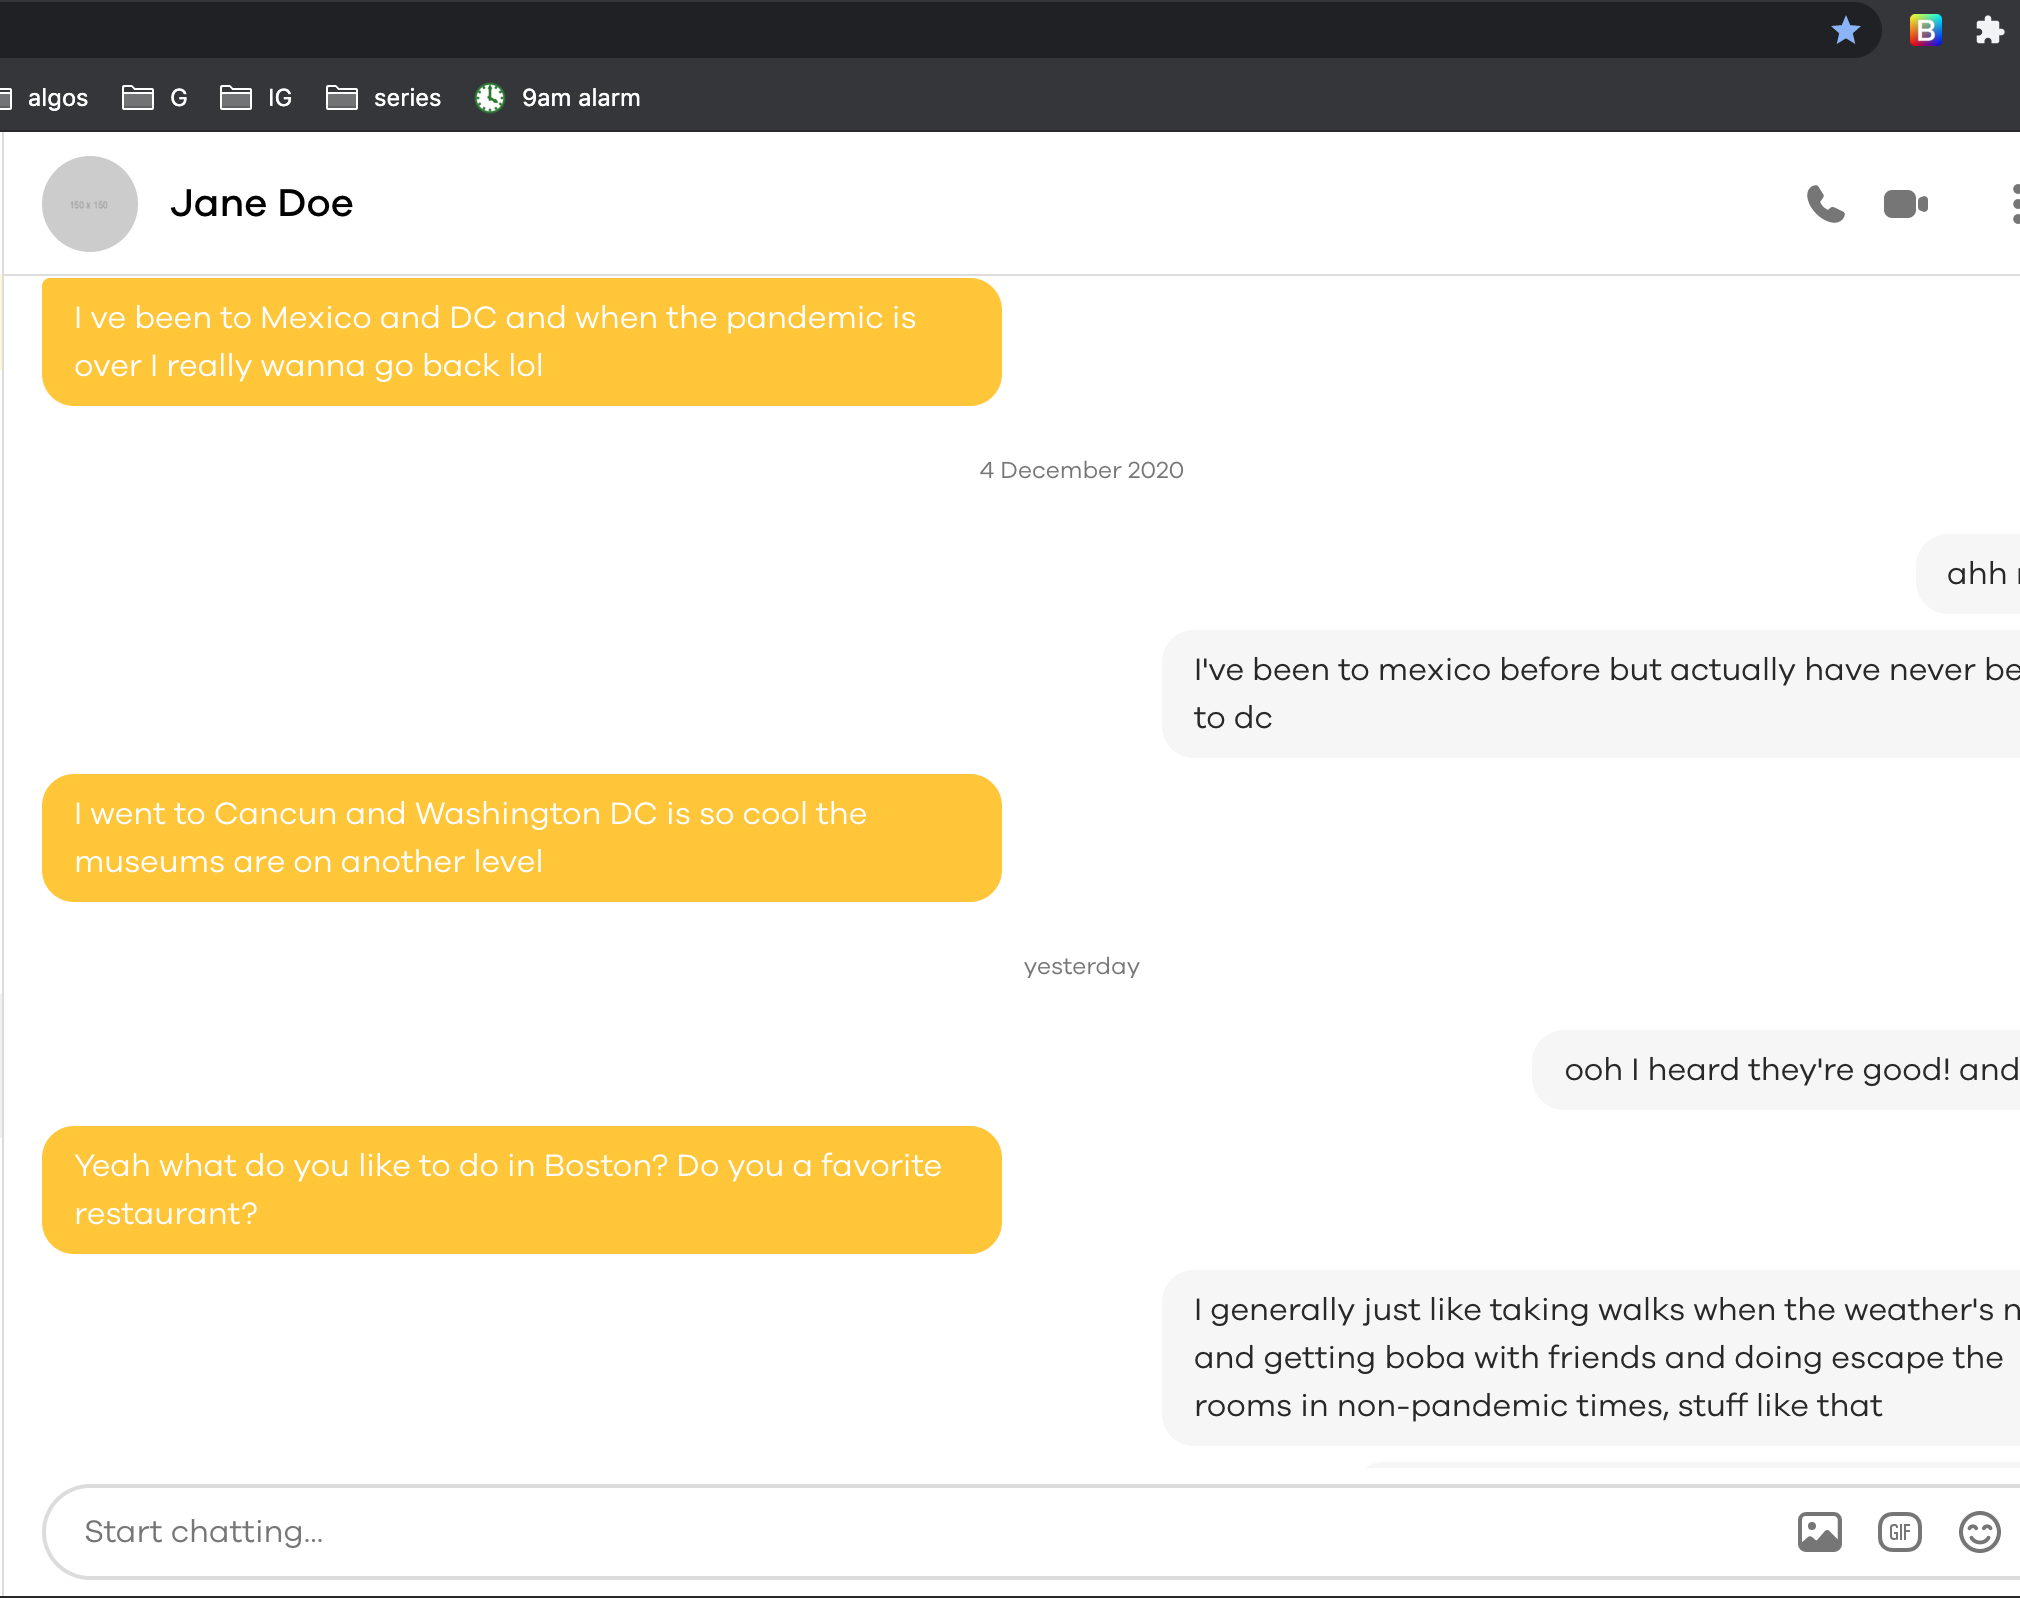 B
algos G IG series 9am alarm
150 x 150
Jane Doe
I ve been to Mexico and DC and when the pandemic is
over I really wanna go back lol
4 December 2020
ahh
I've been to mexico before but actually have never
to dc
I went to Cancun and Washington DC is so cool the
museums are on another level
yesterday
ooh I heard they're good! and
Yeah what do you like to do in Boston? Do you a favorite
restaurant?
I generally just like taking walks when the weather's
and getting boba with friends and doing escape the
rooms in non-pandemic times, stuff like that
Start chatting...
GIF